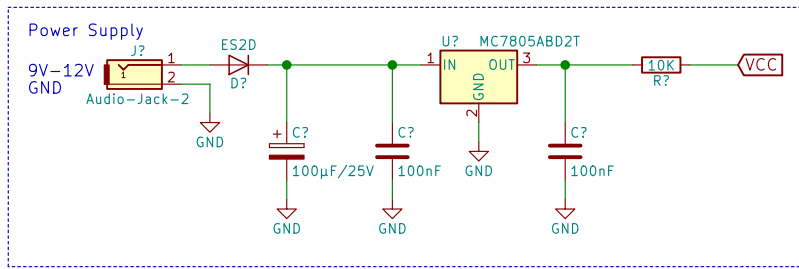 Power Supply
J?
9V-12V
GND
1
2
1
Audio-Jack-2
GND
ES2D
D?
+
C?
100µF/25V
GND
C?
100nF
GND
U?
MC7805ABD2T
1
IN
OUT
3
GND
2
GND
C?
100nF
GND
10K
R?
VCC